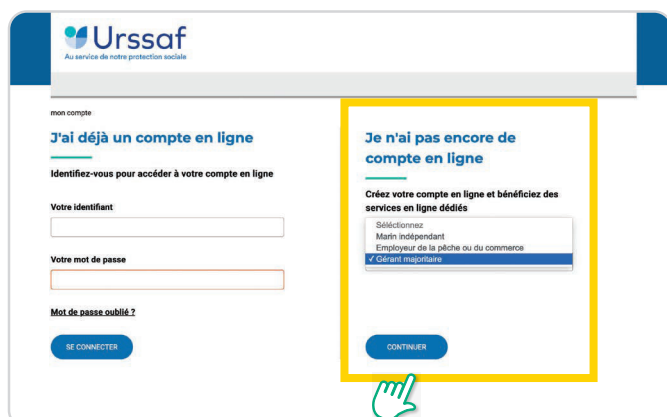 Urssaf
Au service de notre protection sociale
mon compte
J'ai déjà un compte en ligne
Identifiez-vous pour accéder à votre compte en ligne
Votre identifiant
Votre mot de passe
Mot de passe oublié ?
SE CONNECTER
Je n'ai pas encore de
compte en ligne
Créez votre compte en ligne et bénéficiez des
services en ligne dédiés
Séléctionnez
Marin indépendant
Employeur de la pêche ou du commerce
✓ Gérant majoritaire
CONTINUER